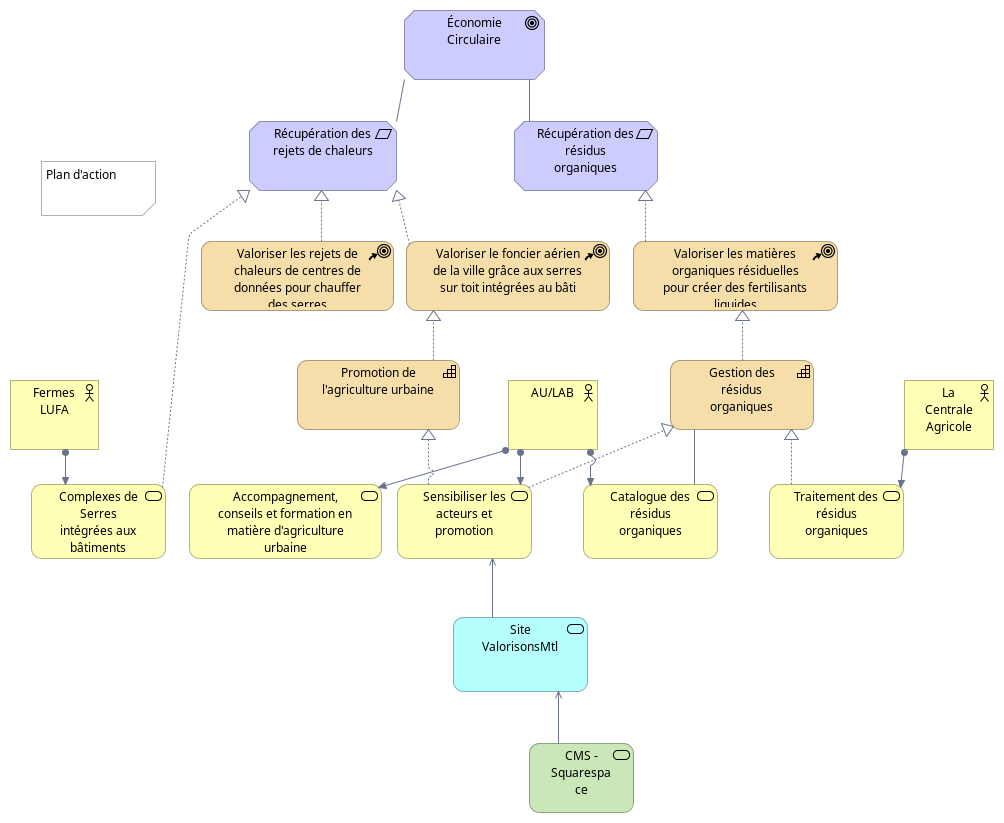 Économie
Circulaire
Récupération des
rejets de chaleurs
Récupération des
résidus
organiques
Plan d'action
Valoriser les rejets de
chaleurs de centres de
données pour chauffer
des serres
Valoriser le foncier aérien
de la ville grâce aux serres
sur toit intégrées au bâti
Valoriser les matières
organiques résiduelles
pour créer des fertilisants
liquides
Promotion de
l'agriculture urbaine
Gestion des
résidus
organiques
Fermes
LUFA
AU/LAB
La
Centrale
Agricole
Complexes de
Serres
intégrées aux
bâtiments
Accompagnement,
conseils et formation en
matière d'agriculture
urbaine
Sensibiliser les
acteurs et
promotion
Catalogue des
résidus
organiques
Traitement des
résidus
organiques
Site
ValorisonsMtl
CMS -
Squarespa
ce